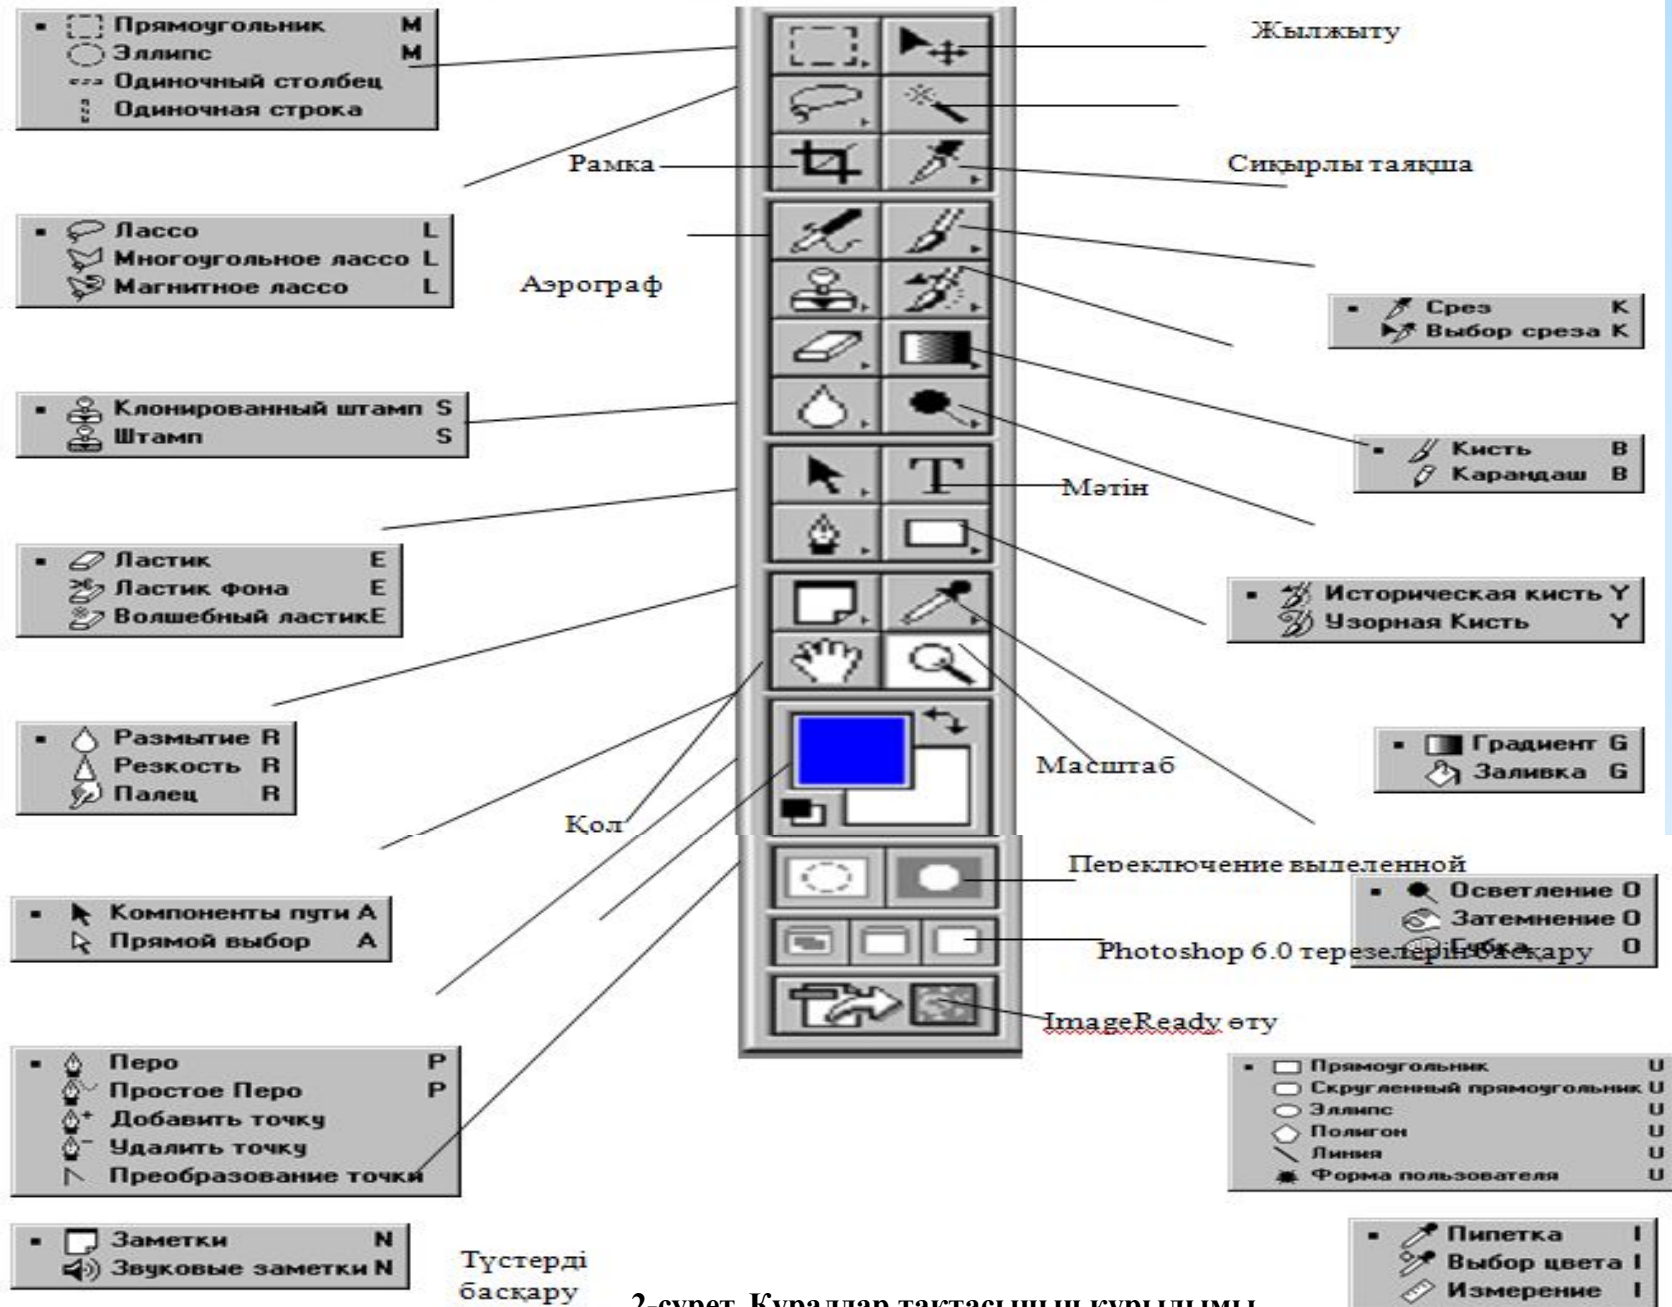 Прямоугольник M
Эллипс M
Одиночный столбец
Одиночная строка
Лассо L
Многоугольное лассо L
Магнитное лассо L
Клонированный штамп S
Штамп S
Ластик E
Ластик фона E
Волшебный ластик E
Размытие R
Резкость R
Палец R
Компоненты пути A
Прямой выбор A
Перо P
Простое Перо P
Добавить точку
Удалить точку
Преобразование точки
Заметки N
Звуковые заметки N
Рамка
Аэрограф
Қол
Түстерді
басқару
T
Жылжыту
Сиқырлы таяқша
Мәтін
Масштаб
Переключение выделенной
Photoshop 6.0 терезелерін басқару
ImageReady өту
Срез K
Выбор среза K
Кисть B
Карандаш B
Историческая кисть Y
Узорная Кисть Y
Градиент G
Заливка G
Осветление O
Затемнение O
Губка O
Прямоугольник U
Скругленный прямоугольник U
Эллипс U
Полигон U
Линия U
Форма пользователя U
Пипетка I
Выбор цвета I
Измерение I
2-сурет. Құралдар тақтасының құрылымы